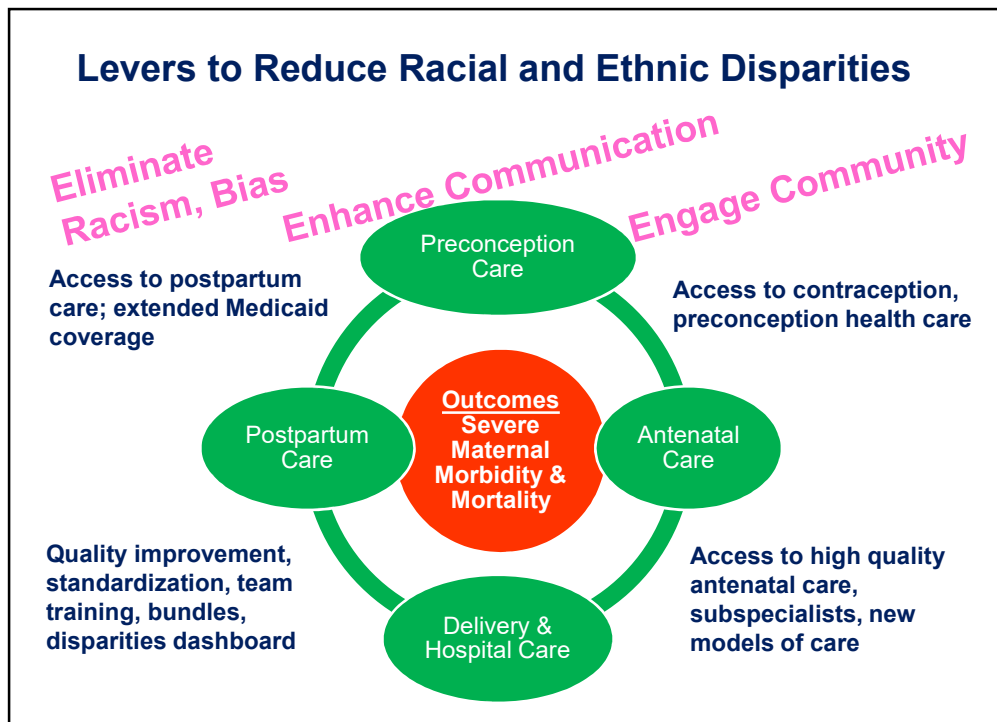 Levers to Reduce Racial and Ethnic Disparities
Eliminate
Racism, Bias
Enhance Communication
Engage Community
Preconception
Care
Access to postpartum
care; extended Medicaid
coverage
Access to contraception,
preconception health care
Postpartum
Care
Outcomes
Severe
Maternal
Morbidity &
Mortality
Antenatal
Care
Quality improvement,
standardization, team
training, bundles,
disparities dashboard
Delivery &
Hospital Care
Access to high quality
antenatal care,
subspecialists, new
models of care